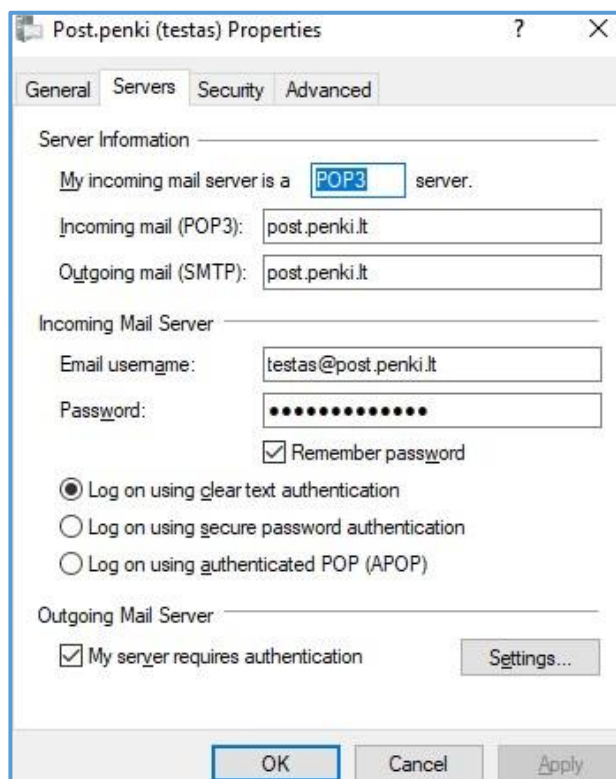 Post.penki (testas) Properties ? X
General Servers Security Advanced
Server Information
My incoming mail server is a POP3 server.
Incoming mail (POP3): post.penki.lt
Outgoing mail (SMTP): post.penki.lt
Incoming Mail Server
Email username: testas@post.penki.lt
Password: •••••••••••••
Remember password
Log on using clear text authentication
Log on using secure password authentication
Log on using authenticated POP (APOP)
Outgoing Mail Server
My server requires authentication Settings...
OK Cancel Apply